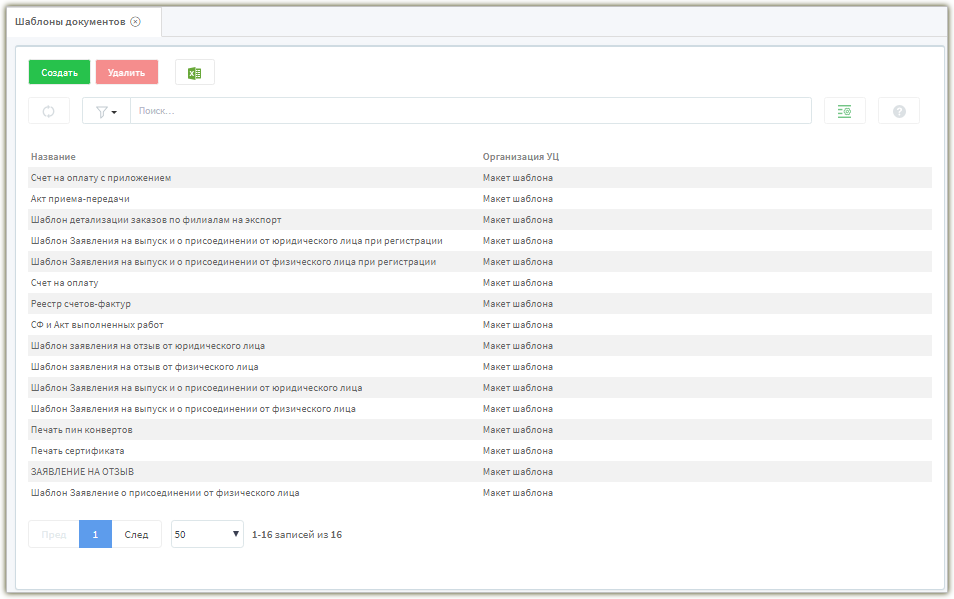 Шаблоны документов
Создать Удалить
Поиск...
?
Название Организация УЦ
Счет на оплату с приложением Макет шаблона
Акт приема-передачи Макет шаблона
Шаблон детализации заказов по филиалам на экспорт Макет шаблона
Шаблон Заявления на выпуск и о присоединении от юридического лица при регистрации Макет шаблона
Шаблон Заявления на выпуск и о присоединении от физического лица при регистрации Макет шаблона
Счет на оплату Макет шаблона
Реестр счетов-фактур Макет шаблона
СФ и Акт выполненных работ Макет шаблона
Шаблон заявления на отзыв от юридического лица Макет шаблона
Шаблон заявления на отзыв от физического лица Макет шаблона
Шаблон Заявления на выпуск и о присоединении от юридического лица Макет шаблона
Шаблон Заявления на выпуск и о присоединении от физического лица Макет шаблона
Печать пин конвертов Макет шаблона
Печать сертификата Макет шаблона
ЗАЯВЛЕНИЕ НА ОТЗЫВ Макет шаблона
Шаблон Заявление о присоединении от физического лица Макет шаблона
Пред 1 След 50 1-16 записей из 16